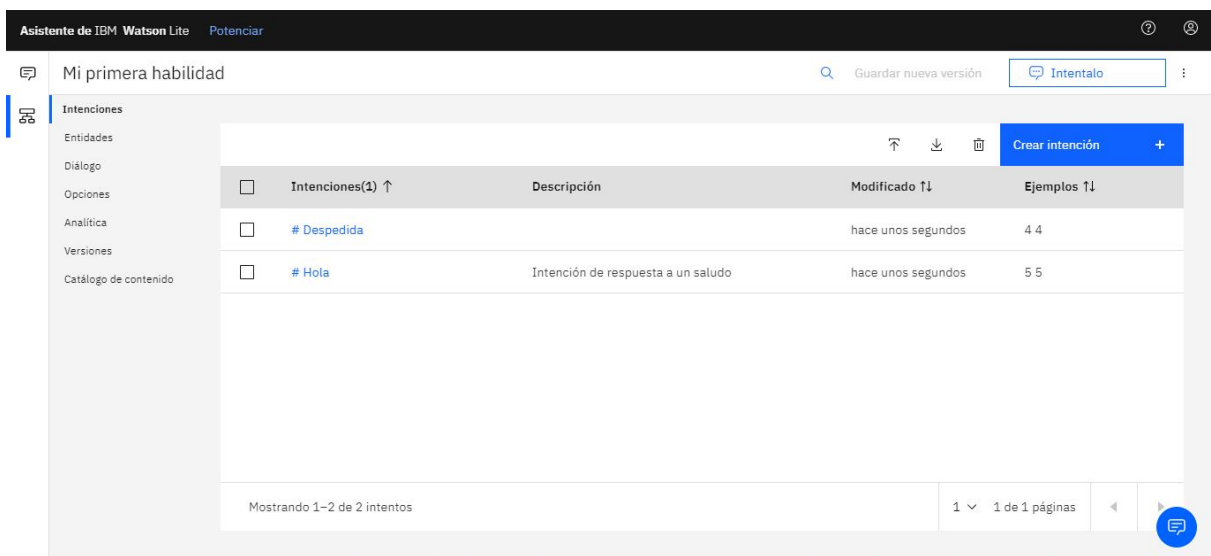 Asistente de IBM Watson Lite Potenciar
Mi primera habilidad
Guardar nueva versión
Intentalo
Intenciones
Entidades
Diálogo
Opciones
Analítica
Versiones
Catálogo de contenido
Crear intención +
Intenciones(1) ↑ Descripción Modificado ↑↓ Ejemplos ↑↓
# Despedida hace unos segundos 4 4
# Hola Intención de respuesta a un saludo hace unos segundos 5 5
Mostrando 1–2 de 2 intentos
1 1 de 1 páginas